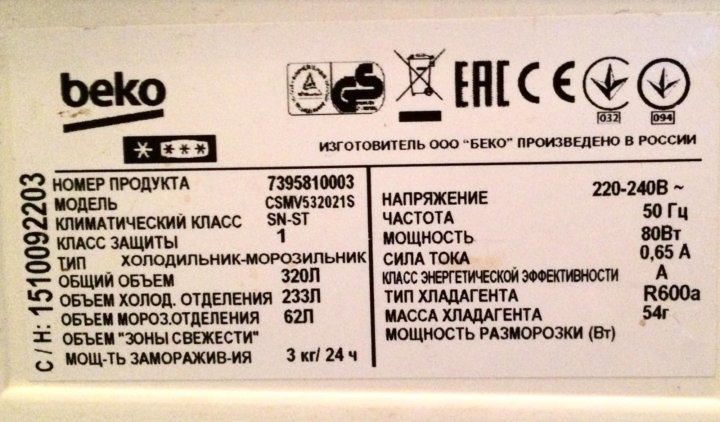 beko
ЕАС CE
032 094
ИЗГОТОВИТЕЛЬ ООО "БЕКО" ПРОИЗВЕДЕНО В РОССИИ
С / Н: 1510092203
НОМЕР ПРОДУКТА 7395810003
МОДЕЛЬ CSMV532021S
КЛИМАТИЧЕСКИЙ КЛАСС SN-ST
КЛАСС ЗАЩИТЫ 1
ТИП ХОЛОДИЛЬНИК-МОРОЗИЛЬНИК
ОБЩИЙ ОБЪЕМ 320Л
ОБЪЕМ ХОЛОД. ОТДЕЛЕНИЯ 233Л
ОБЪЕМ МОРОЗ.ОТДЕЛЕНИЯ 62Л
ОБЪЕМ "ЗОНЫ СВЕЖЕСТИ"
МОЩ-ТЬ ЗАМОРАЖИВ-ИЯ 3 кг/ 24 ч
НАПРЯЖЕНИЕ 220-240В ~
ЧАСТОТА 50 Гц
МОЩНОСТЬ 80Вт
СИЛА ТОКА 0,65 А
КЛАСС ЭНЕРГЕТИЧЕСКОЙ ЭФФЕКТИВНОСТИ А
ТИП ХЛАДАГЕНТА R600a
МАССА ХЛАДАГЕНТА 54г
МОЩНОСТЬ РАЗМОРОЗКИ (Вт)